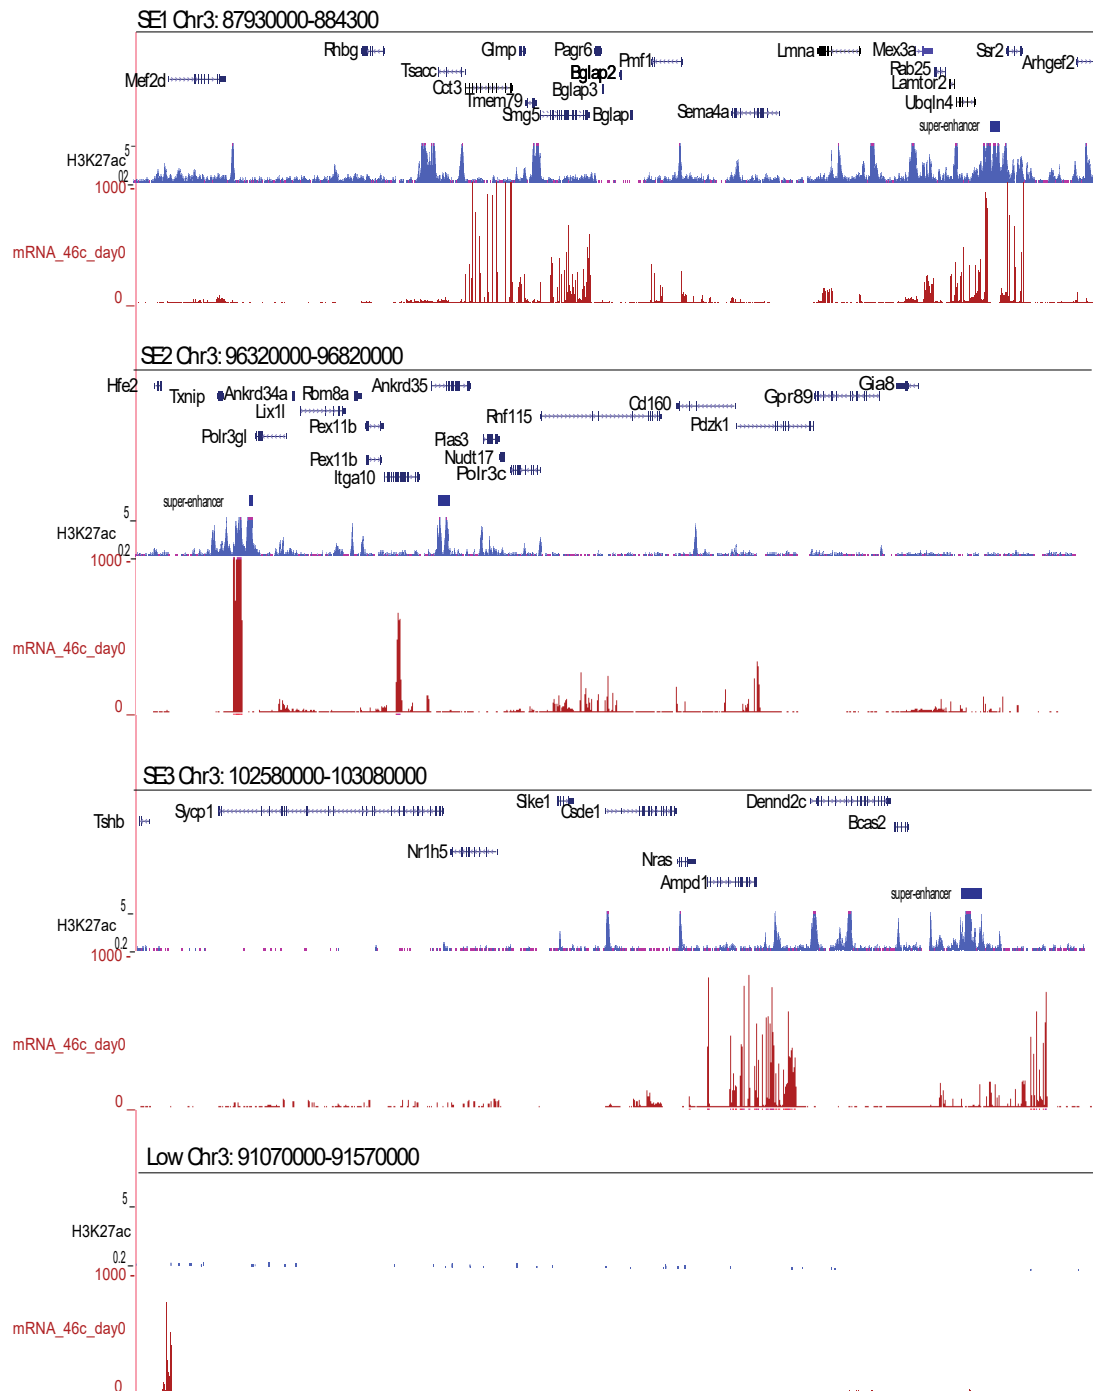 SE1 Chr3: 87930000-884300
Rhbg
Glmp
Pagr6
Pmf1
Lmna
Mex3a
Ssr2
Arhgef2
Mef2d
Tsacc
Bglap2
Rab25
Cct3
Bglap3
Lamtor2
Tmem79
Ubqln4
Smg5
Bglap
Sema4a
super-enhancer
H3K27ac
5
0.2
1000
mRNA_46c_day0
0
SE2 Chr3: 96320000-96820000
Hfe2
Txnip
Ankrd34a
Rbm8a
Ankrd35
Gpr89
Gia8
Lix1l
Rnf115
Cd160
Polr3gl
Pex11b
Pias3
Pdzk1
Pex11b
Nudt17
Itga10
Polr3c
super-enhancer
5
H3K27ac
0.2
1000
mRNA_46c_day0
0
SE3 Chr3: 102580000-103080000
Tshb
Sycp1
Slke1
Csde1
Dennd2c
Bcas2
Nr1h5
Nras
Ampd1
super-enhancer
5
H3K27ac
0.2
1000
mRNA_46c_day0
0
Low Chr3: 91070000-91570000
5
H3K27ac
0.2
1000
mRNA_46c_day0
0